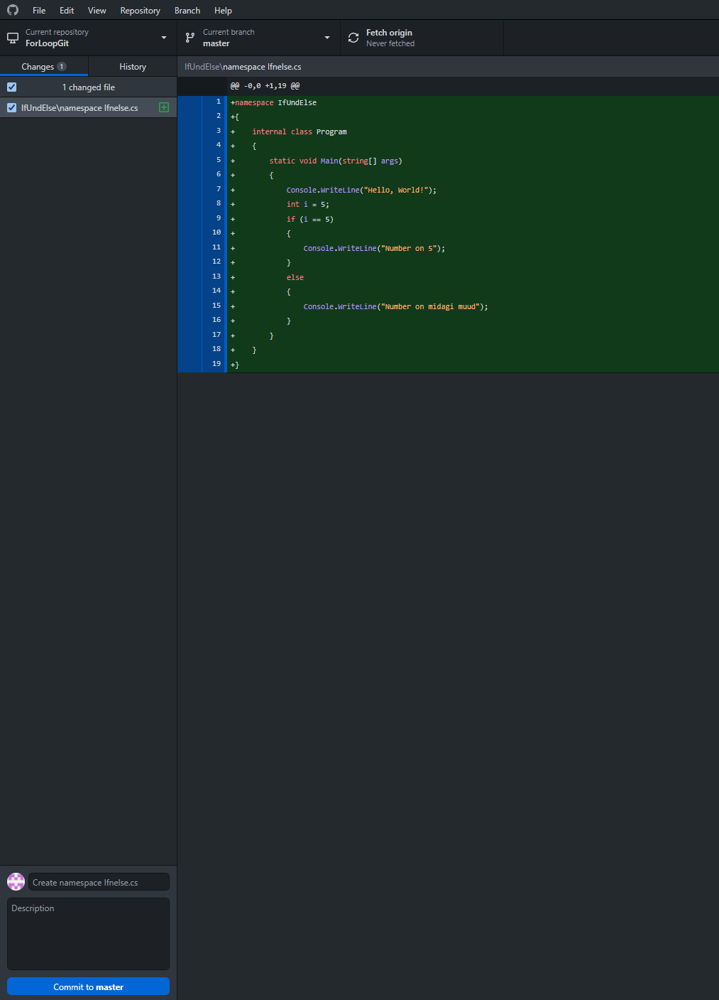 File Edit View Repository Branch Help
Current repository
ForLoopGit
Current branch
master
Fetch origin
Never fetched
Changes 1
History
IfUndElse\namespace Ifnelse.cs
1 changed file
IfUndElse\namespace Ifnelse.cs
@@ -0,0 +1,19 @@
1 +namespace IfUndElse
2 +{
3 +    internal class Program
4 +    {
5 +        static void Main(string[] args)
6 +        {
7 +            Console.WriteLine("Hello, World!");
8 +            int i = 5;
9 +            if (i == 5)
10 +            {
11 +                Console.WriteLine("Number on 5");
12 +            }
13 +            else
14 +            {
15 +                Console.WriteLine("Number on midagi muud");
16 +            }
17 +        }
18 +    }
19 +}
Create namespace Ifnelse.cs
Description
Commit to master